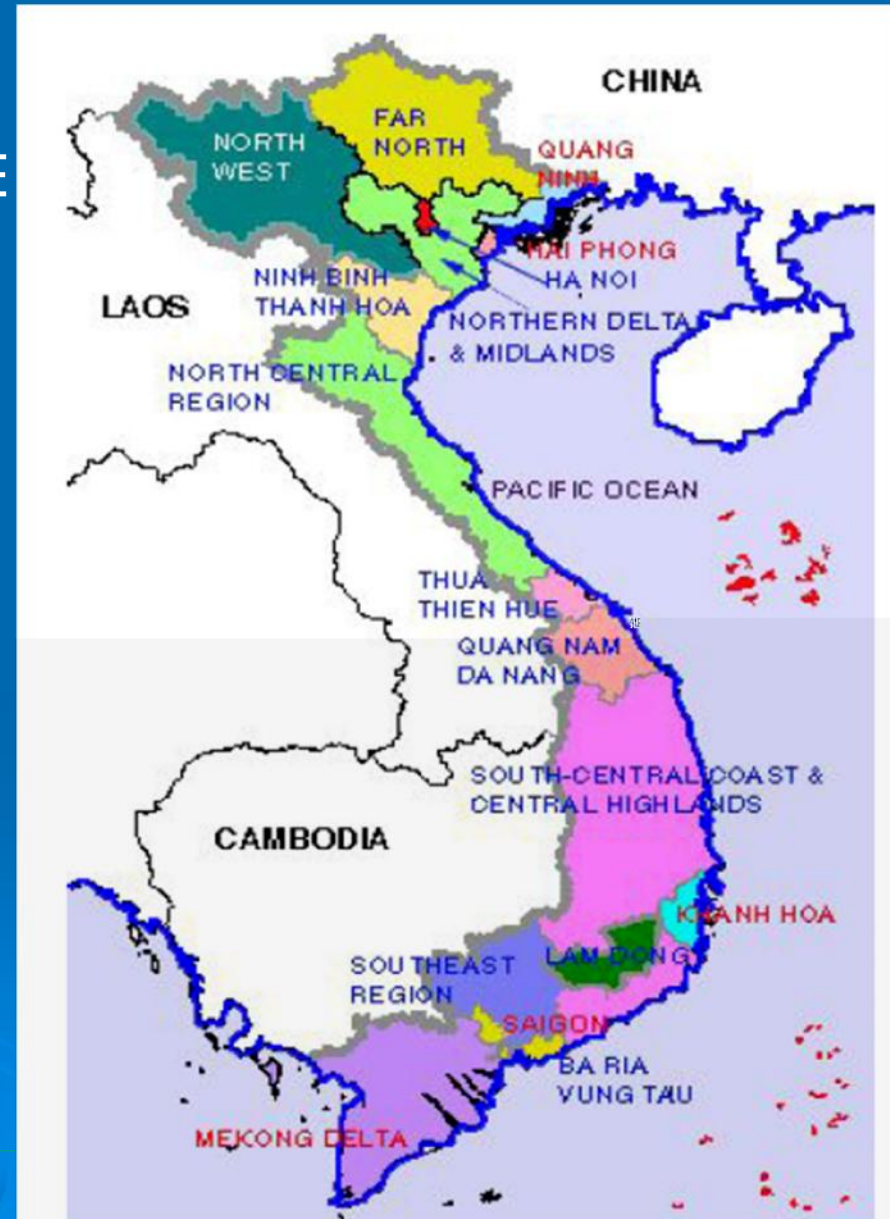 CHINA
FAR
NORTH
NORTH
WEST
QUANG
NINH
HAI PHONG
HA NOI
NINH BINH
THANH HOA
LAOS
NORTHERN DELTA
& MIDLANDS
NORTH CENTRAL
REGION
PACIFIC OCEAN
THUA
THIEN HUE
QUANG NAM
DA NANG
SOUTH-CENTRAL COAST &
CENTRAL HIGHLANDS
CAMBODIA
KHANH HOA
LAM DONG
SOUTHEAST
REGION
SAIGON
BA RIA
VUNG TAU
MEKONG DELTA